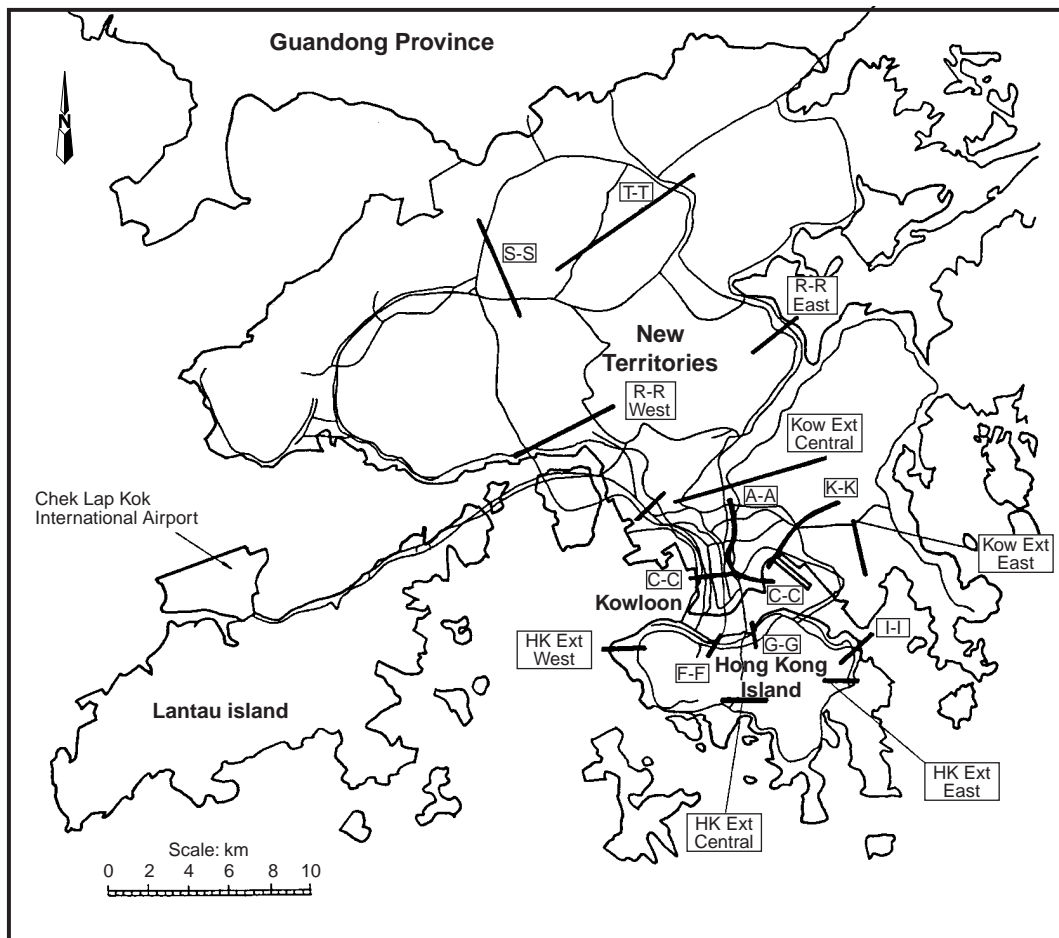 Guandong Province
N
T-T
S-S
R-R
East
New
Territories
R-R
West
Kow Ext
Central
Chek Lap Kok
International Airport
A-A
K-K
Kow Ext
East
C-C
C-C
Kowloon
I-I
HK Ext
West
G-G
F-F
Hong Kong
Island
Lantau island
HK Ext
East
HK Ext
Central
Scale: km
0 2 4 6 8 10